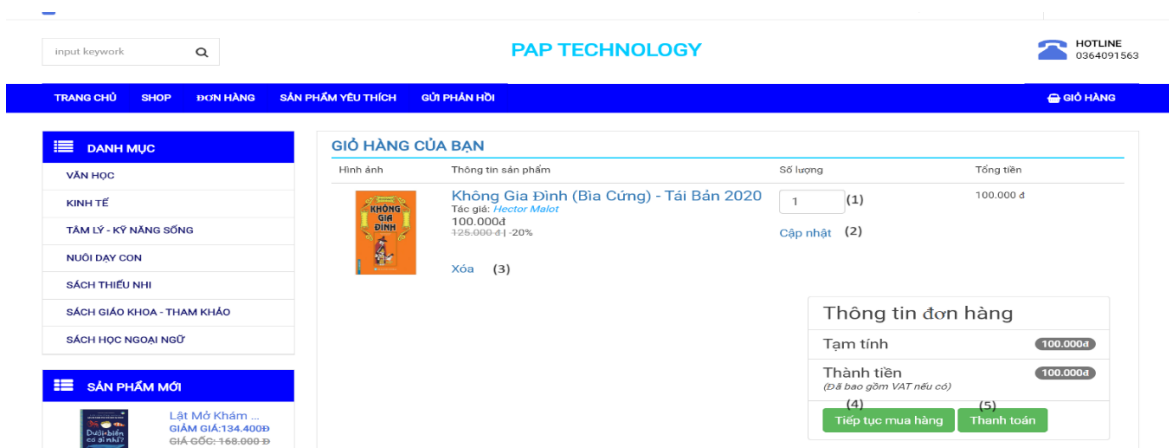 input keywork
PAP TECHNOLOGY
HOTLINE
0364091563
TRANG CHỦ SHOP ĐƠN HÀNG SẢN PHẨM YÊU THÍCH GỬI PHẢN HỒI GIỎ HÀNG
DANH MỤC
VĂN HỌC
KINH TẾ
TÂM LÝ - KỸ NĂNG SỐNG
NUÔI DẠY CON
SÁCH THIẾU NHI
SÁCH GIÁO KHOA - THAM KHẢO
SÁCH HỌC NGOẠI NGỮ
SẢN PHẨM MỚI
Lật Mở Khám ...
GIẢM GIÁ:134.400Đ
GIÁ GỐC: 168.000 Đ
GIỎ HÀNG CỦA BẠN
Hình ảnh Thông tin sản phẩm Số lượng Tổng tiền
KHÔNG
GIA
ĐÌNH
Không Gia Đình (Bìa Cứng) - Tái Bản 2020
Tác giả: Hector Malot
100.000đ
125.000 đ | -20%
Xóa (3)
1 (1)
Cập nhật (2)
100.000 đ
Thông tin đơn hàng
Tạm tính 100.000đ
Thành tiền 100.000đ
(Đã bao gồm VAT nếu có)
(4) (5)
Tiếp tục mua hàng Thanh toán